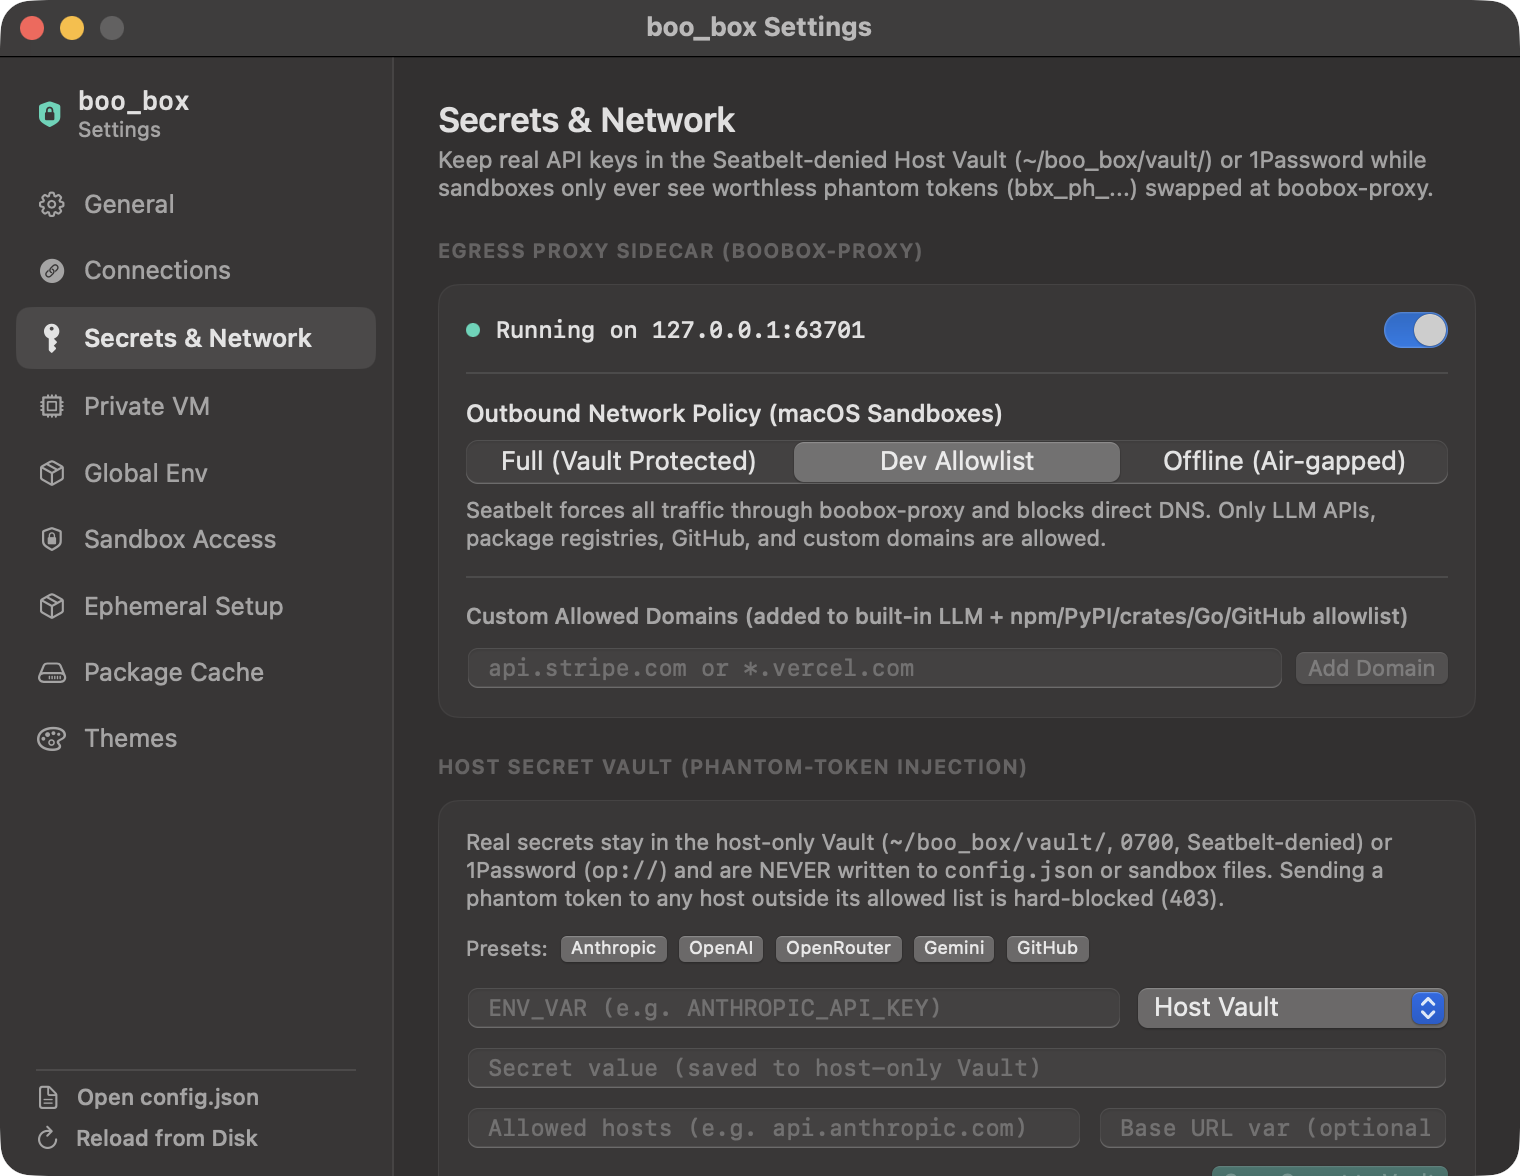 boo_box Settings
boo_box
Settings
General
Connections
Secrets & Network
Private VM
Global Env
Sandbox Access
Ephemeral Setup
Package Cache
Themes
Open config.json
Reload from Disk
Secrets & Network
Keep real API keys in the Seatbelt-denied Host Vault (~/boo_box/vault/) or 1Password while
sandboxes only ever see worthless phantom tokens (bbx_ph_...) swapped at boobox-proxy.
EGRESS PROXY SIDECAR (BOOBOX-PROXY)
Running on 127.0.0.1:63701
Outbound Network Policy (macOS Sandboxes)
Full (Vault Protected) Dev Allowlist Offline (Air-gapped)
Seatbelt forces all traffic through boobox-proxy and blocks direct DNS. Only LLM APIs,
package registries, GitHub, and custom domains are allowed.
Custom Allowed Domains (added to built-in LLM + npm/PyPI/crates/Go/GitHub allowlist)
api.stripe.com or *.vercel.com Add Domain
HOST SECRET VAULT (PHANTOM-TOKEN INJECTION)
Real secrets stay in the host-only Vault (~/boo_box/vault/, 0700, Seatbelt-denied) or
1Password (op://) and are NEVER written to config.json or sandbox files. Sending a
phantom token to any host outside its allowed list is hard-blocked (403).
Presets: Anthropic OpenAI OpenRouter Gemini GitHub
ENV_VAR (e.g. ANTHROPIC_API_KEY) Host Vault
Secret value (saved to host-only Vault)
Allowed hosts (e.g. api.anthropic.com) Base URL var (optional